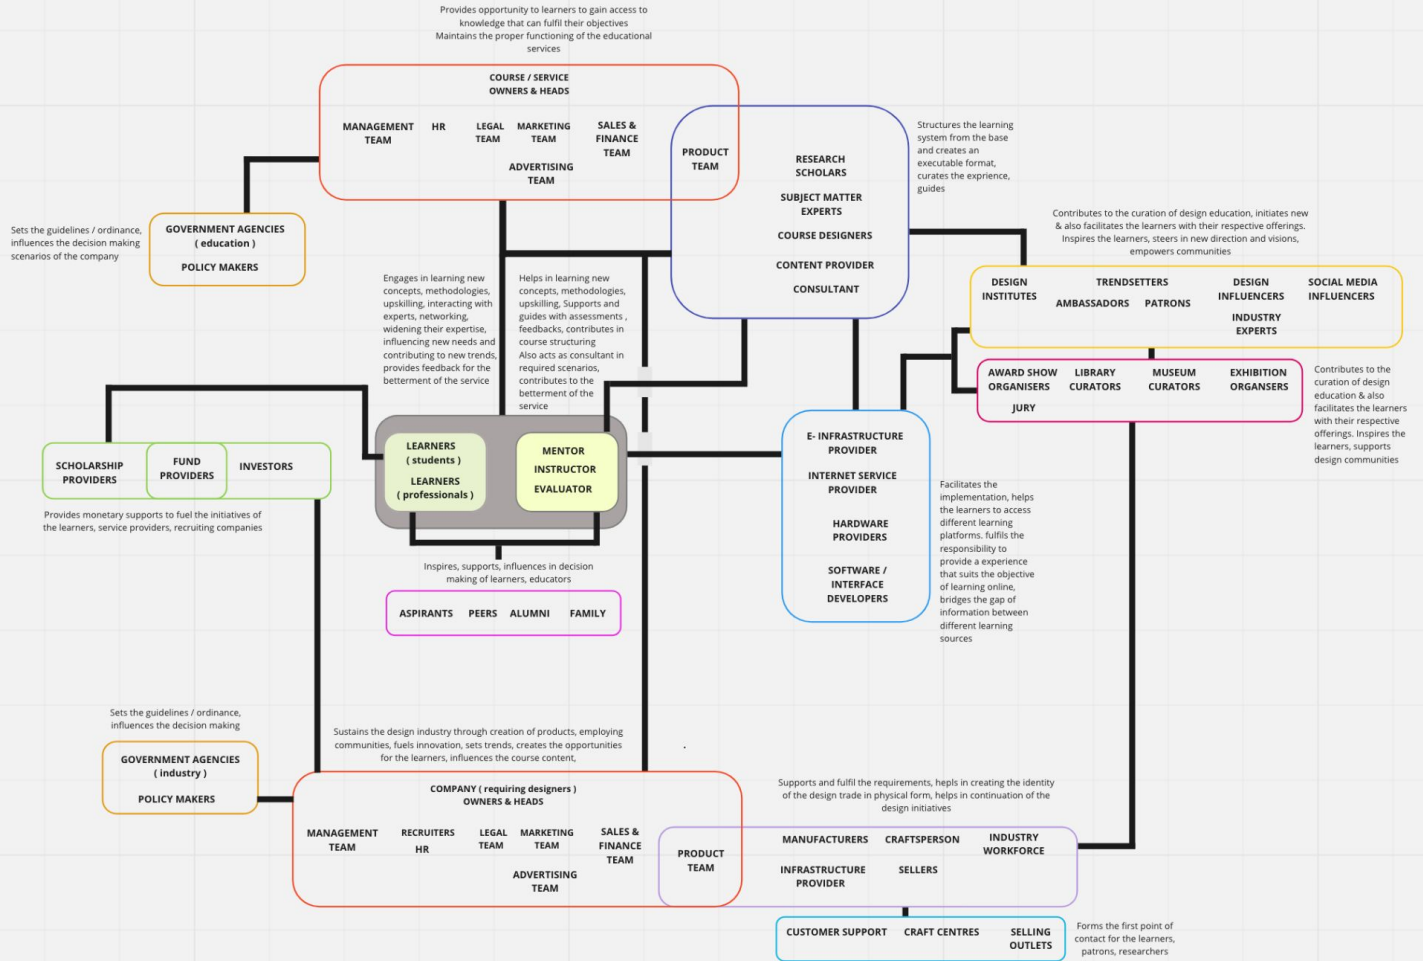 Provides opportunity to learners to gain access to
knowledge that can fulfil their objectives
Maintains the proper functioning of the educational
services
COURSE / SERVICE
OWNERS & HEADS
MANAGEMENT
TEAM
HR
LEGAL
TEAM
MARKETING
TEAM
SALES &
FINANCE
TEAM
ADVERTISING
TEAM
PRODUCT
TEAM
RESEARCH
SCHOLARS
SUBJECT MATTER
EXPERTS
COURSE DESIGNERS
CONTENT PROVIDER
CONSULTANT
Structures the learning
system from the base
and creates an
executable format,
curates the exprience,
guides
Sets the guidelines / ordinance,
influences the decision making
scenarios of the company
GOVERNMENT AGENCIES
( education )
POLICY MAKERS
Contributes to the curation of design education, initiates new
& also facilitates the learners with their respective offerings.
Inspires the learners, steers in new direction and visions,
empowers communities
DESIGN
INSTITUTES
TRENDSETTERS
AMBASSADORS
PATRONS
DESIGN
INFLUENCERS
SOCIAL MEDIA
INFLUENCERS
INDUSTRY
EXPERTS
Engages in learning new
concepts, methodologies,
upskilling, interacting with
experts, networking,
widening their expertise,
influencing new needs and
contributing to new trends,
provides feedback for the
betterment of the service
Helps in learning new
concepts, methodologies,
upskilling, Supports and
guides with assessments ,
feedbacks, contributes in
course structuring
Also acts as consultant in
required scenarios,
contributes to the
betterment of the
service
AWARD SHOW
ORGANISERS
LIBRARY
CURATORS
MUSEUM
CURATORS
EXHIBITION
ORGANSERS
JURY
Contributes to the
curation of design
education & also
facilitates the learners
with their respective
offerings. Inspires the
learners, supports
design communities
SCHOLARSHIP
PROVIDERS
FUND
PROVIDERS
INVESTORS
Provides monetary supports to fuel the initiatives of
the learners, service providers, recruiting companies
LEARNERS
( students )
LEARNERS
( professionals )
MENTOR
INSTRUCTOR
EVALUATOR
E- INFRASTRUCTURE
PROVIDER
INTERNET SERVICE
PROVIDER
HARDWARE
PROVIDERS
SOFTWARE /
INTERFACE
DEVELOPERS
Facilitates the
implementation, helps
the learners to access
different learning
platforms. fulfils the
responsibility to
provide a experience
that suits the objective
of learning online,
bridges the gap of
information between
different learning
sources
Inspires, supports, influences in decision
making of learners, educators
ASPIRANTS
PEERS
ALUMNI
FAMILY
Sets the guidelines / ordinance,
influences the decision making
GOVERNMENT AGENCIES
( industry )
POLICY MAKERS
Sustains the design industry through creation of products, employing
communities, fuels innovation, sets trends, creates the opportunities
for the learners, influences the course content,
COMPANY ( requiring designers )
OWNERS & HEADS
MANAGEMENT
TEAM
RECRUITERS
HR
LEGAL
TEAM
MARKETING
TEAM
SALES &
FINANCE
TEAM
ADVERTISING
TEAM
PRODUCT
TEAM
Supports and fulfil the requirements, hepls in creating the identity
of the design trade in physical form, helps in continuation of the
design initiatives
MANUFACTURERS
CRAFTSPERSON
INDUSTRY
WORKFORCE
INFRASTRUCTURE
PROVIDER
SELLERS
CUSTOMER SUPPORT
CRAFT CENTRES
SELLING
OUTLETS
Forms the first point of
contact for the learners,
patrons, researchers